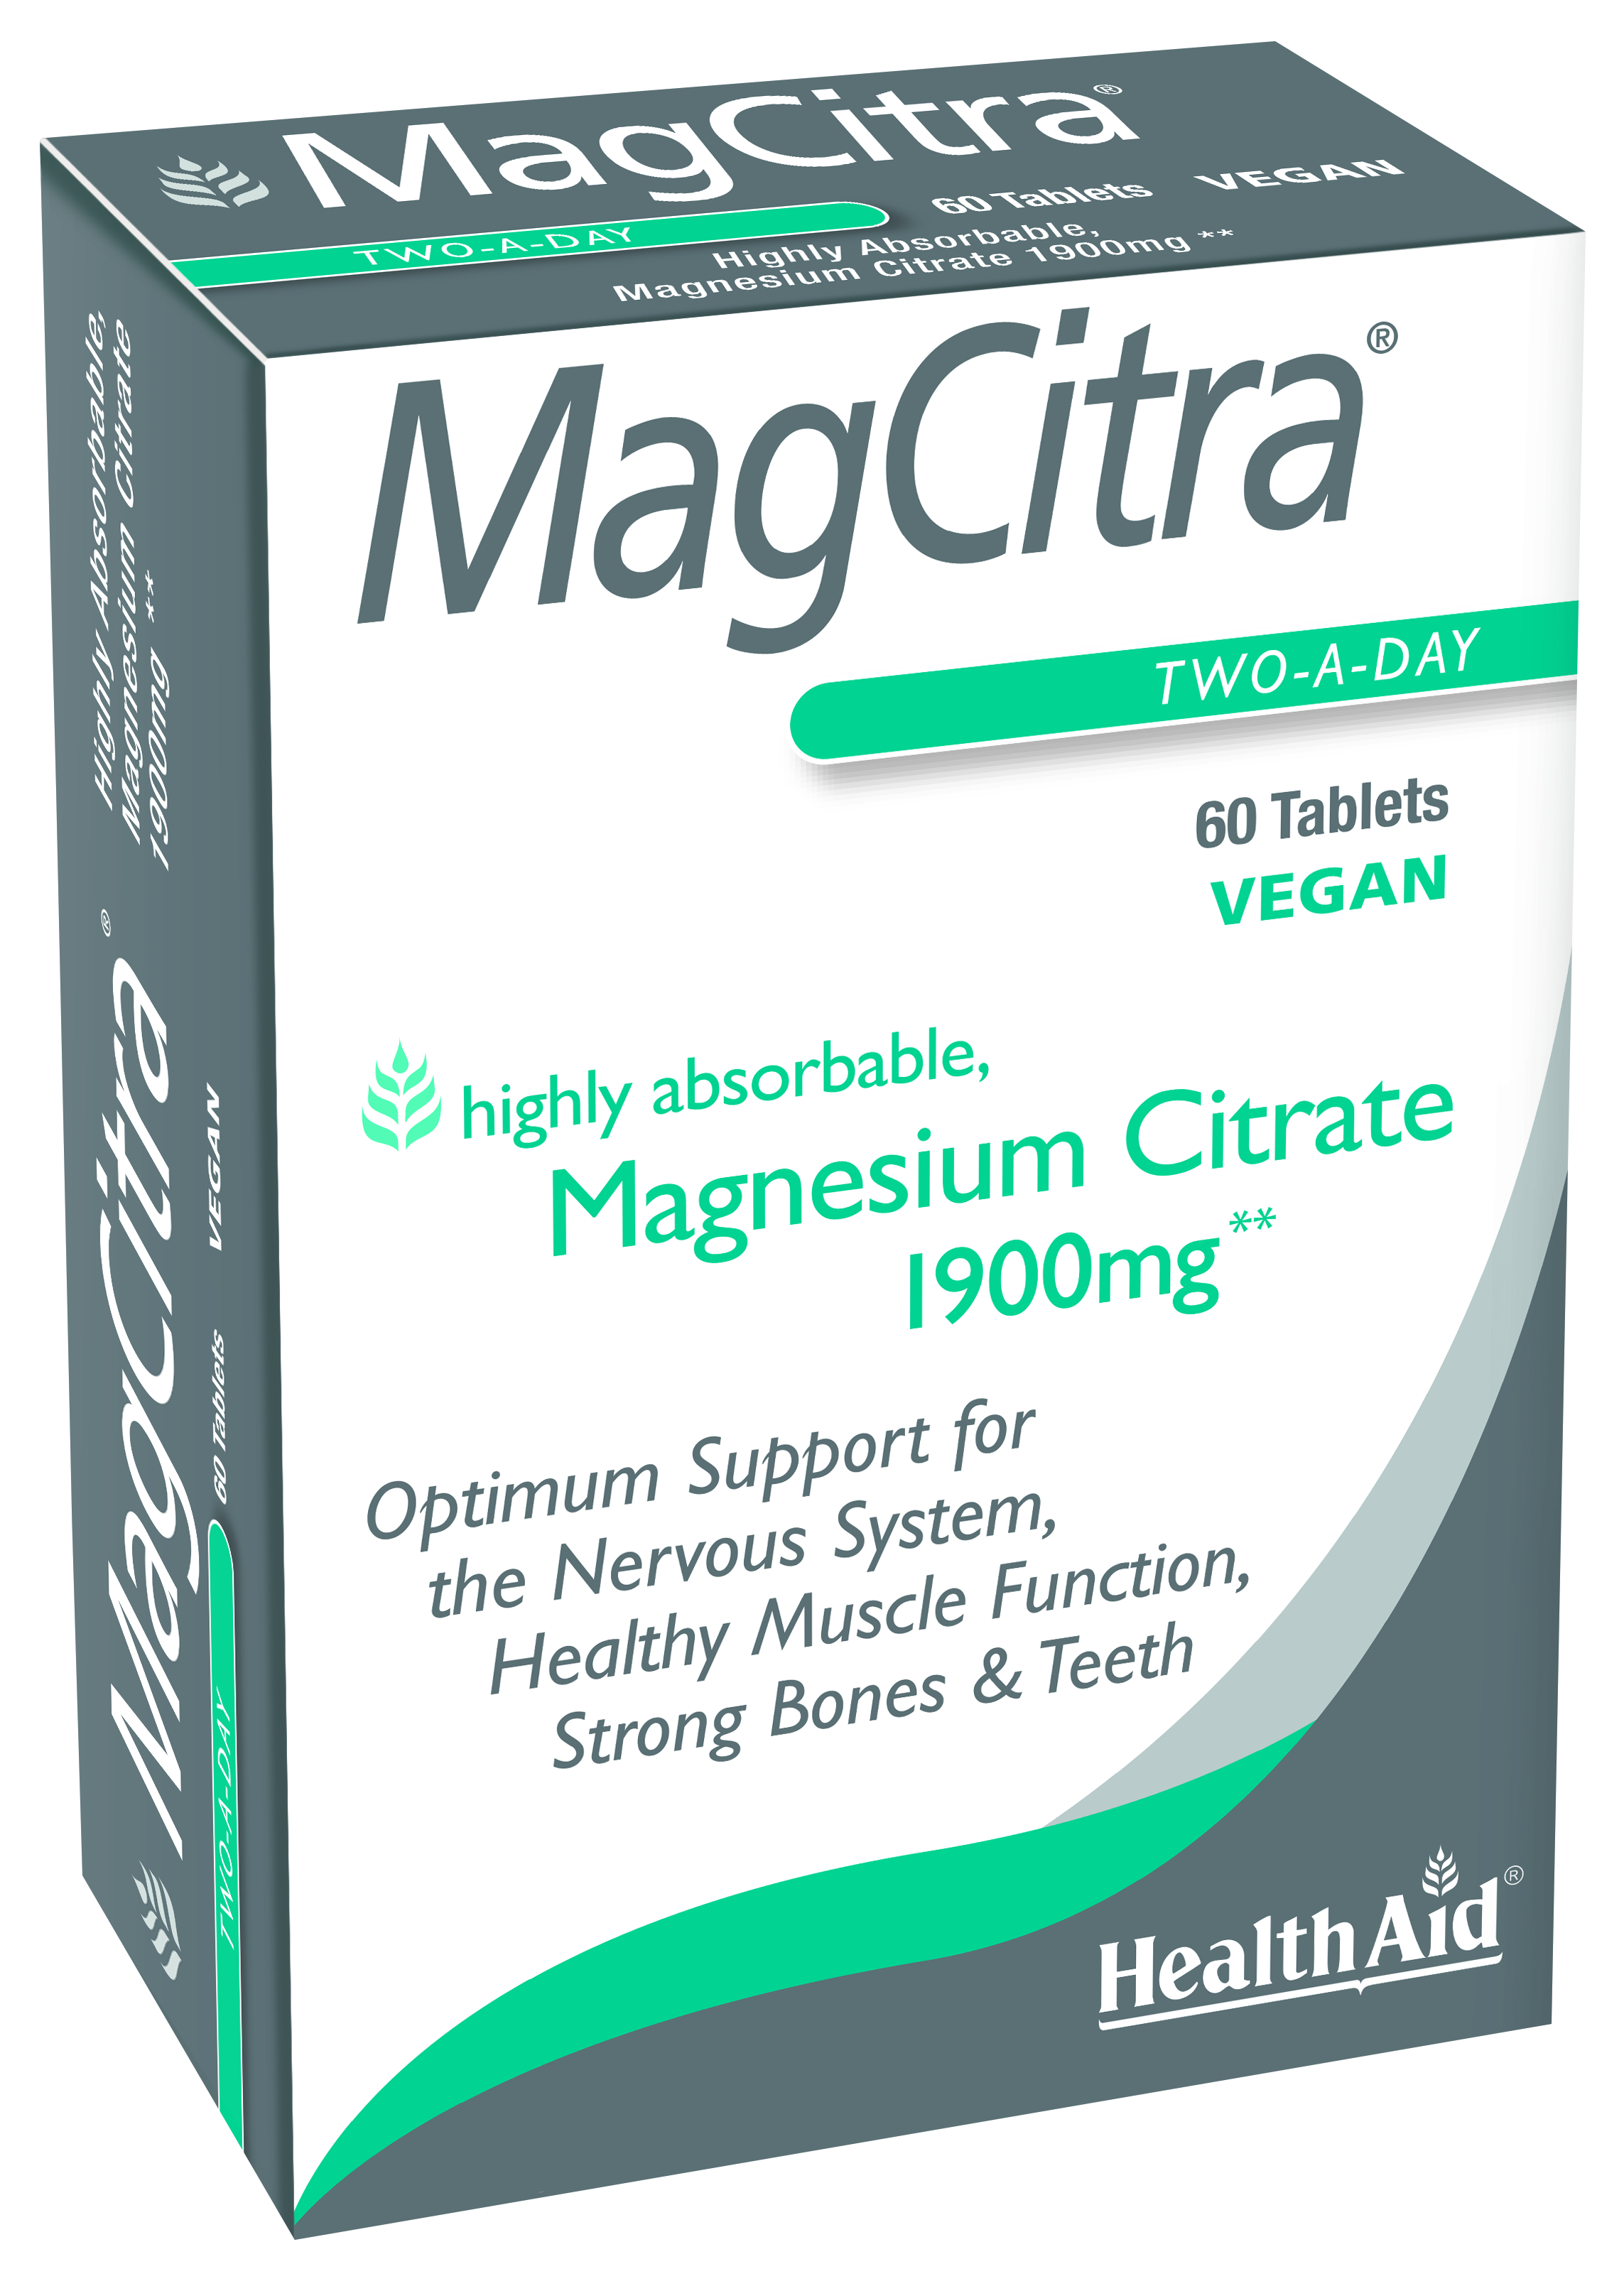 MagCitra®
TWO-A-DAY
60 Tablets VEGAN
Highly Absorbable,
Magnesium Citrate 1900mg **
MagCitra®
TWO-A-DAY
60 Tablets
VEGAN
highly absorbable,
Magnesium Citrate
1900mg**
Optimum Support for
the Nervous System,
Healthy Muscle Function,
Strong Bones & Teeth
HealthAid®
Highly Absorbable,
Magnesium Citrate
1900mg **
MagCitra®
VEGAN
60 Tablets
TWO-A-DAY